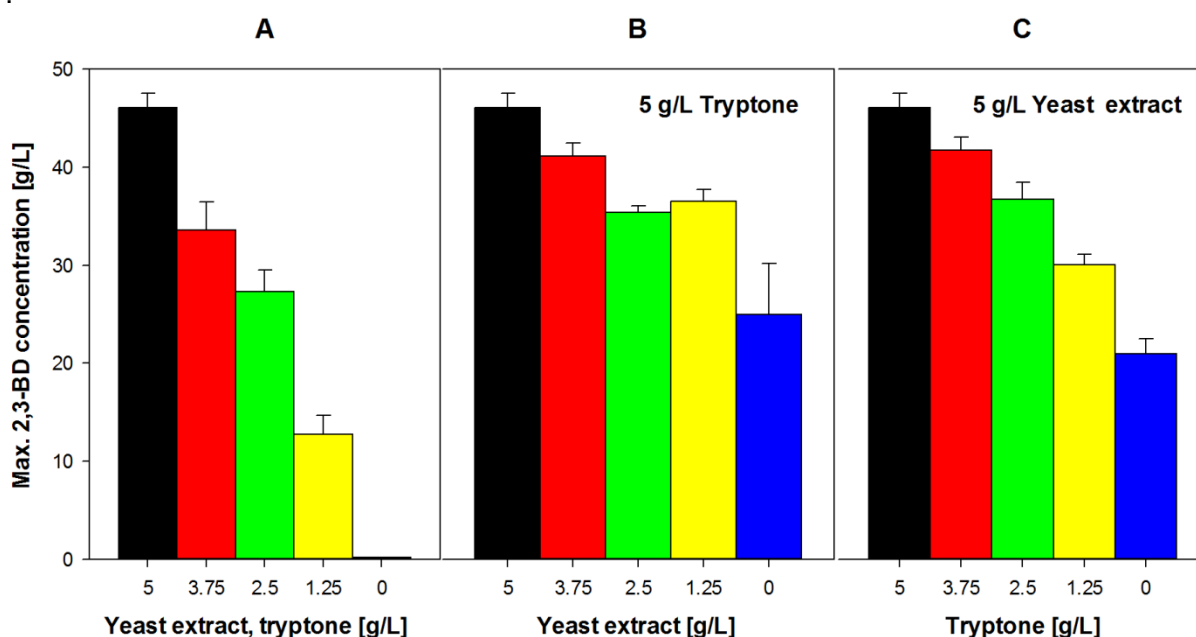 A B C
Max. 2,3-BD concentration [g/L]
50
40
30
20
10
0
5 g/L Tryptone
5 g/L Yeast extract
5 3.75 2.5 1.25 0
5 3.75 2.5 1.25 0
5 3.75 2.5 1.25 0
Yeast extract, tryptone [g/L]
Yeast extract [g/L]
Tryptone [g/L]